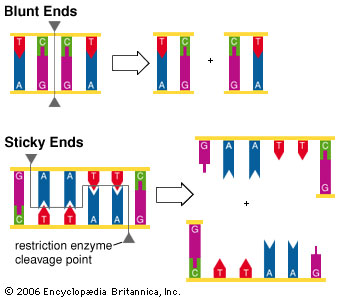 Blunt Ends
T C C T
A G G A
T C
A G
+
C T
G A
Sticky Ends
G A A T T C
C T T A A G
restriction enzyme
cleavage point
G A A T T C
G
+
G
C T T A A G
© 2006 Encyclopædia Britannica, Inc.